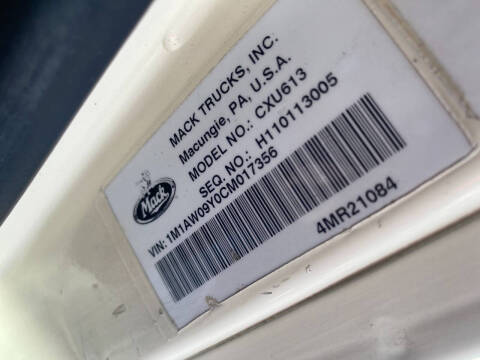 MACK TRUCKS, INC.
Macungie, PA, U.S.A.
MODEL NO.: CXU613
SEQ. NO.: H110113005
Mack
VIN: 1M1AW09Y0CM017356
4MR21084